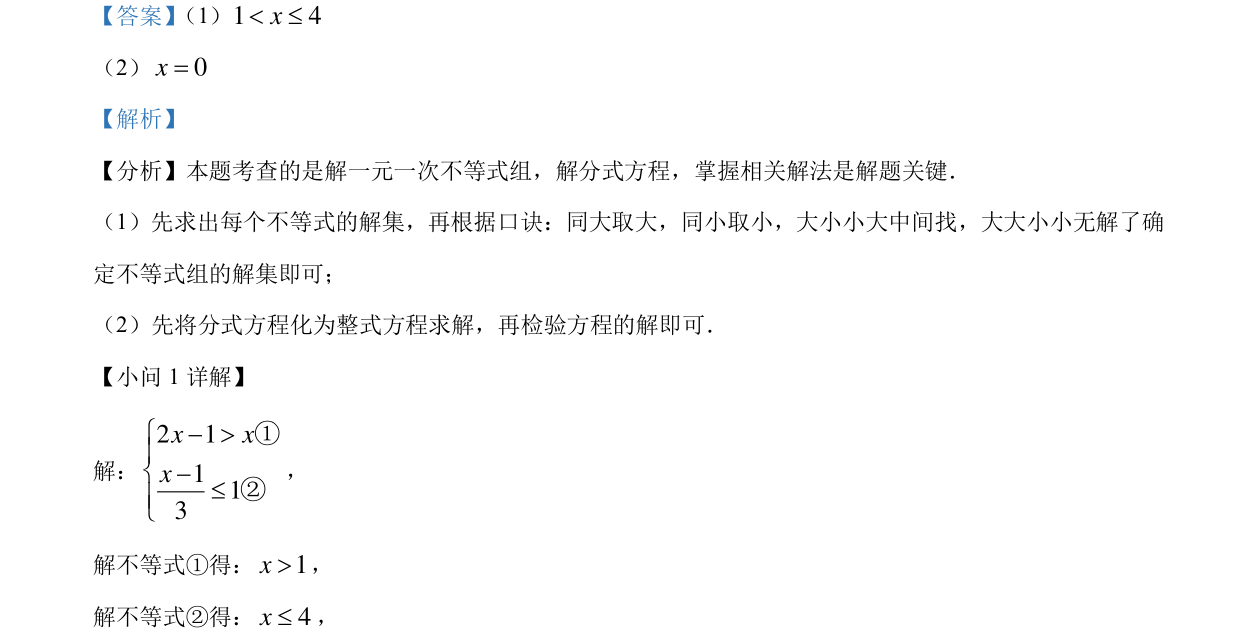 【答案】（1）1 < x ≤ 4
（2） x = 0
【解析】
【分析】本题考查的是解一元一次不等式组，解分式方程，掌握相关解法是解题关键．
（1）先求出每个不等式的解集，再根据口诀：同大取大，同小取小，大小小大中间找，大大小小无解了确
定不等式组的解集即可；
（2）先将分式方程化为整式方程求解，再检验方程的解即可．
【小问 1 详解】
解：{2x−1 > x①
(x−1)/3 ≤ 1②，
解不等式①得： x > 1，
解不等式②得： x ≤ 4，